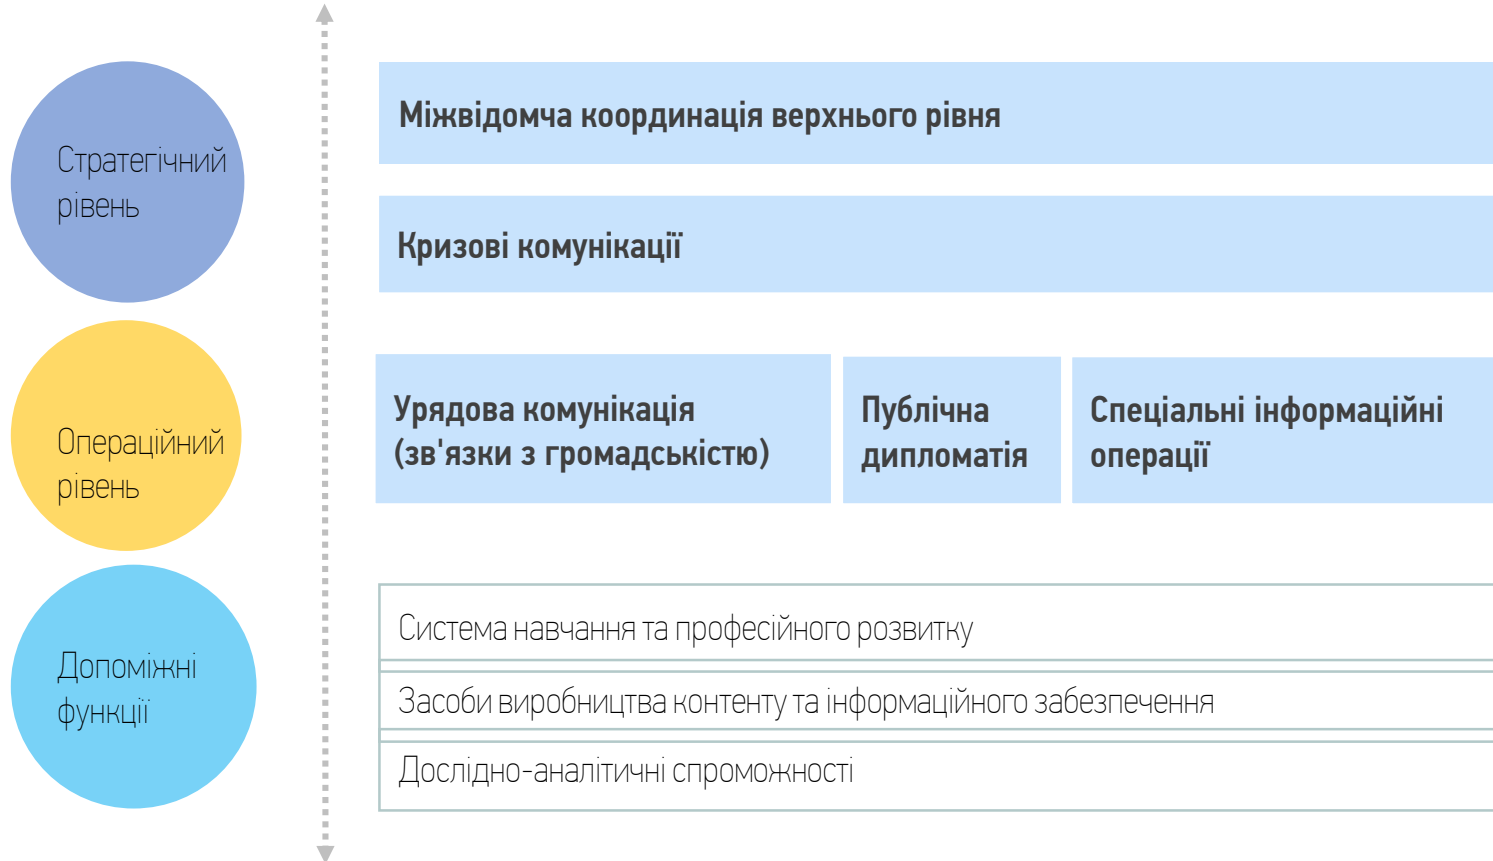 Стратегічний
рівень
Міжвідомча координація верхнього рівня
Кризові комунікації
Операційний
рівень
Урядова комунікація
(зв'язки з громадськістю)
Публічна
дипломатія
Спеціальні інформаційні
операції
Допоміжні
функції
Система навчання та професійного розвитку
Засоби виробництва контенту та інформаційного забезпечення
Дослідно-аналітичні спроможності